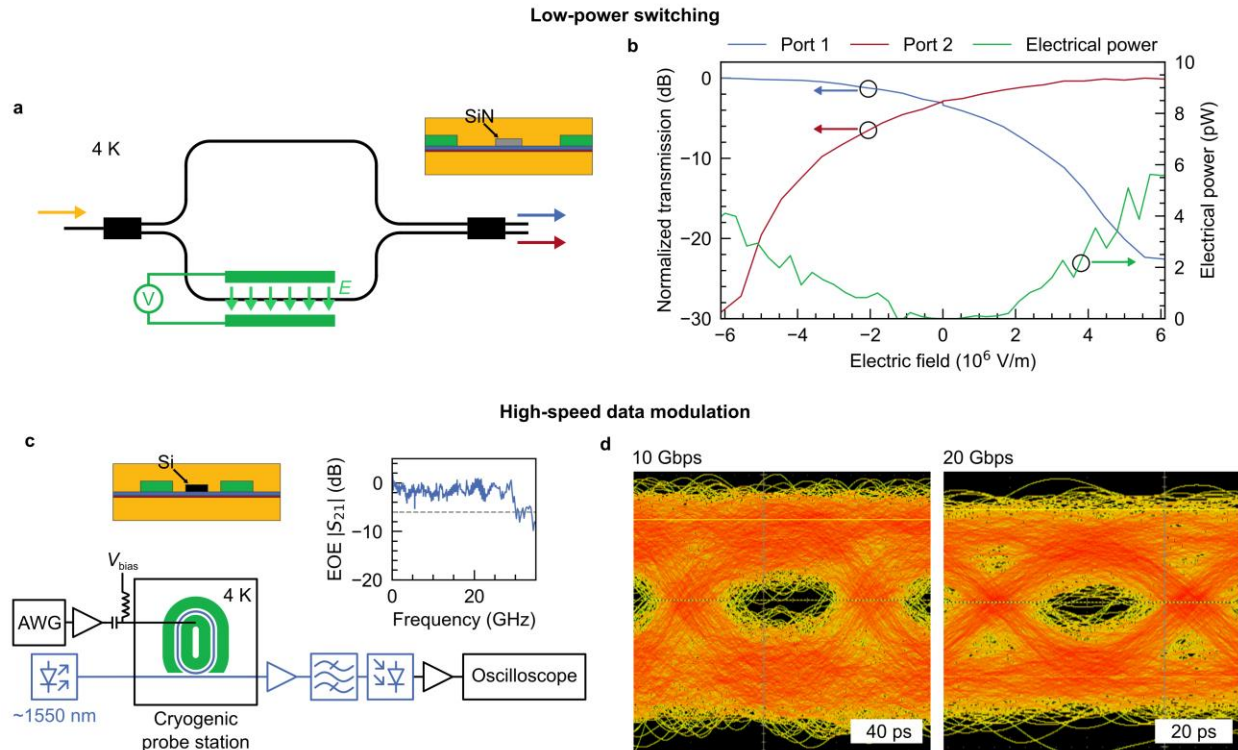 Low-power switching
a
4 K
SiN
V
E
b
Port 1
Port 2
Electrical power
Normalized transmission (dB)
0
−10
−20
−30
10
8
6
4
2
0
Electrical power (pW)
−6
−4
−2
0
2
4
6
Electric field (10⁶ V/m)
High-speed data modulation
c
Si
EOE |S₂₁| (dB)
0
−10
−20
0
20
Frequency (GHz)
V_bias
4 K
AWG
Oscilloscope
~1550 nm
Cryogenic
probe station
d
10 Gbps
40 ps
20 Gbps
20 ps